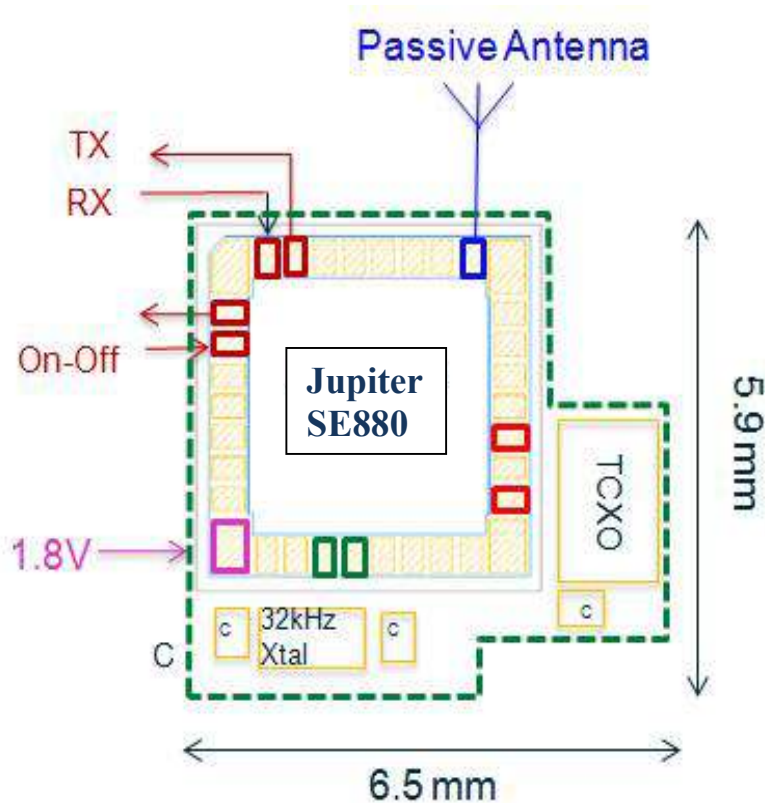 Passive Antenna
TX
RX
On-Off
Jupiter
SE880
5.9 mm
TCXO
1.8V
C
32kHz
Xtal
C
C
C
6.5 mm